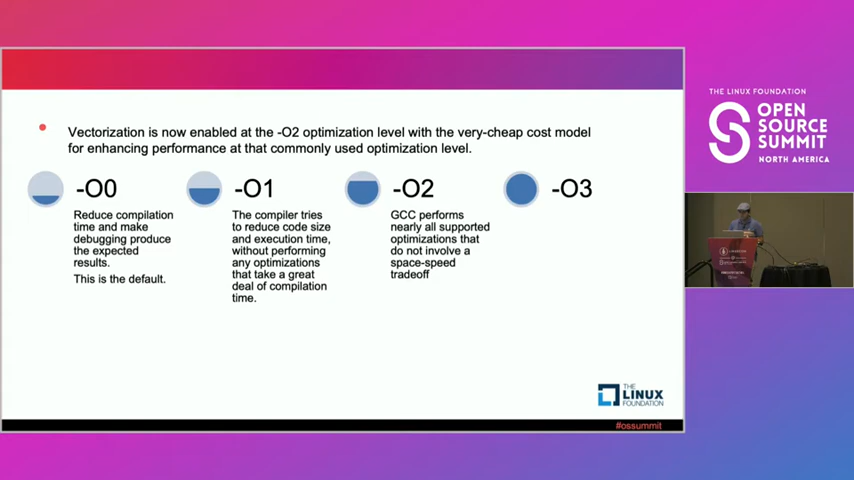 THE LINUX FOUNDATION
OPEN
SOURCE
SUMMIT
NORTH AMERICA
Vectorization is now enabled at the -O2 optimization level with the very-cheap cost model
for enhancing performance at that commonly used optimization level.
-O0
Reduce compilation
time and make
debugging produce
the expected
results.
This is the default.
-O1
The compiler tries
to reduce code size
and execution time,
without performing
any optimizations
that take a great
deal of compilation
time.
-O2
GCC performs
nearly all supported
optimizations that
do not involve a
space-speed
tradeoff
-O3
THE
LINUX
FOUNDATION
#ossummit